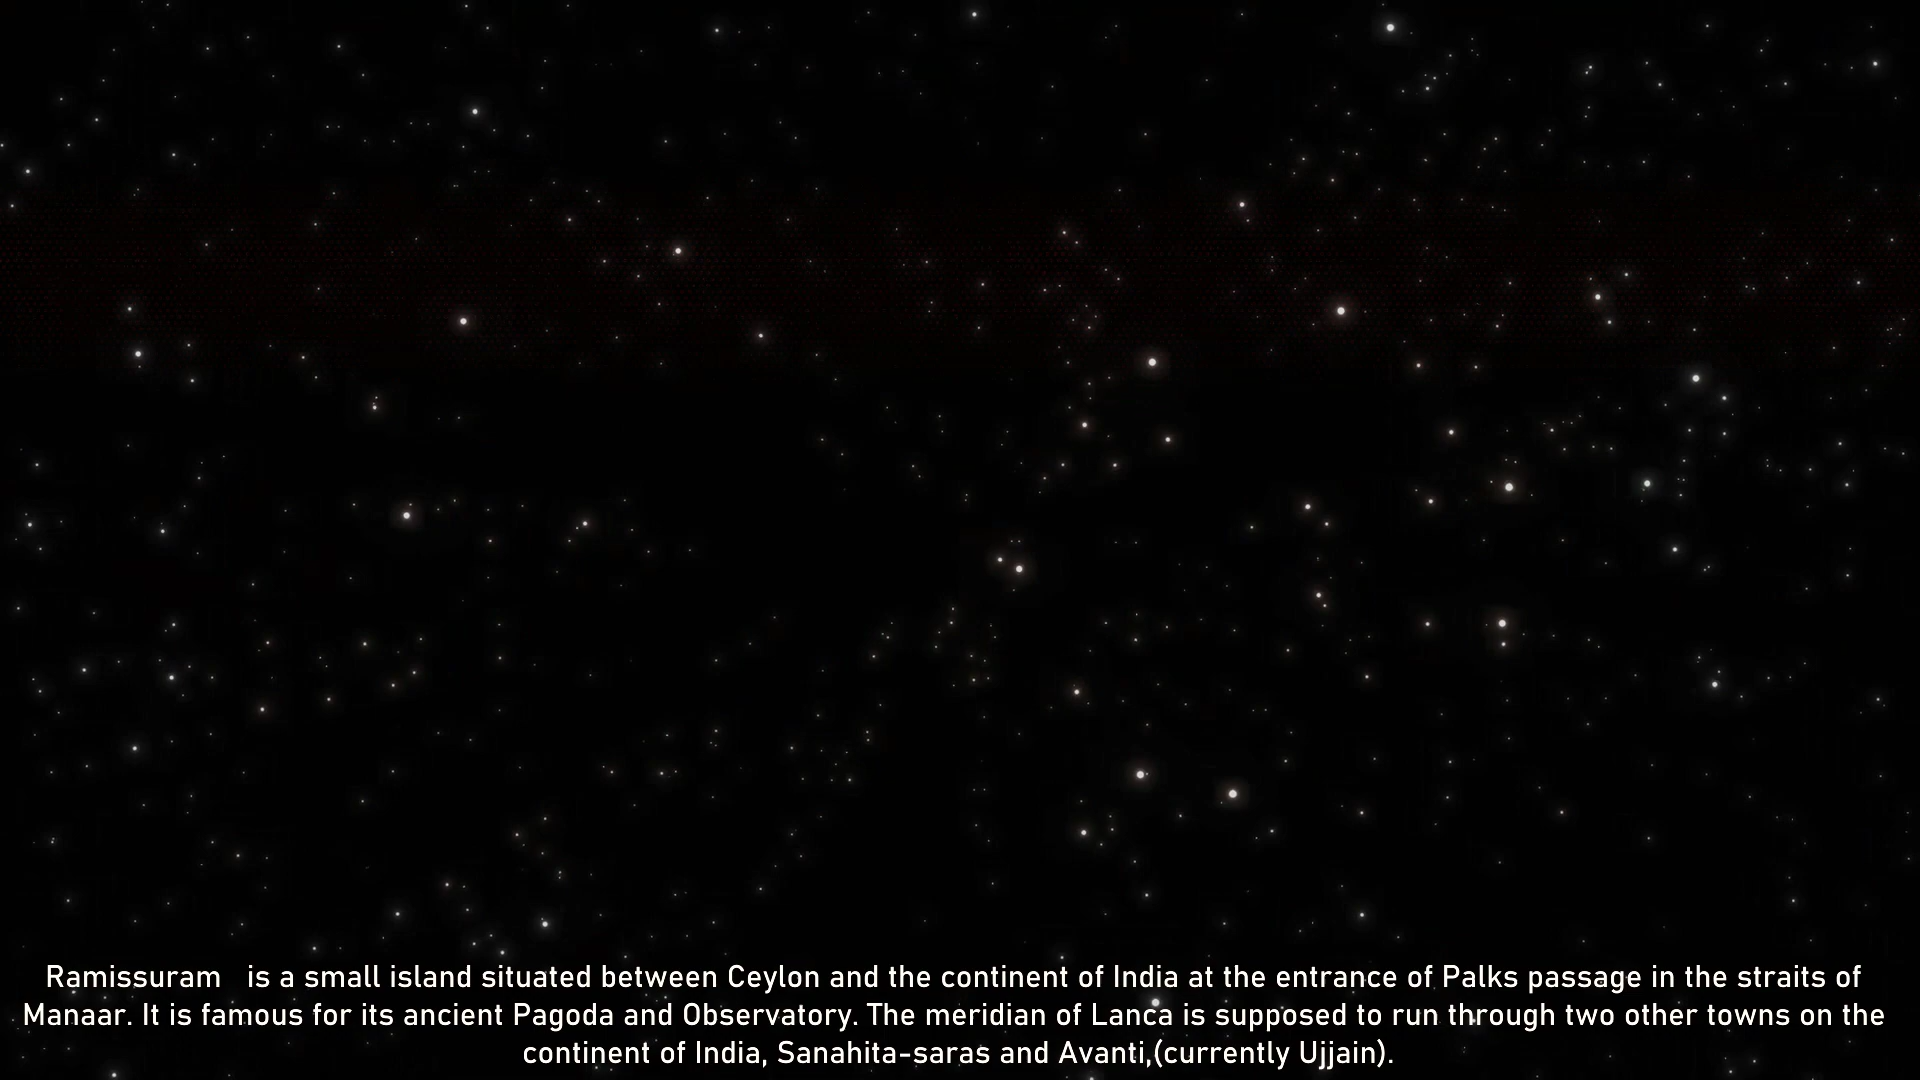 Ramissuram   is a small island situated between Ceylon and the continent of India at the entrance of Palks passage in the straits of
Manaar. It is famous for its ancient Pagoda and Observatory. The meridian of Lanca is supposed to run through two other towns on the
continent of India, Sanahita-saras and Avanti,(currently Ujjain).